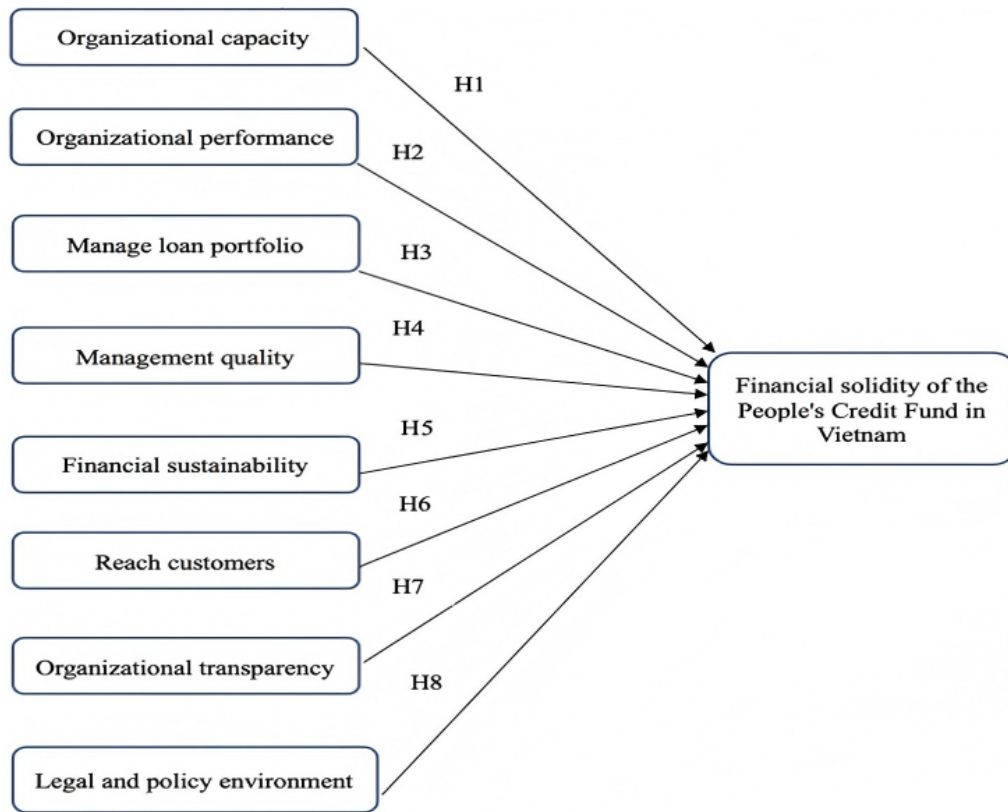 Organizational capacity
H1
Organizational performance
H2
Manage loan portfolio
H3
H4
Management quality
Financial solidity of the
People's Credit Fund in
Vietnam
H5
Financial sustainability
H6
Reach customers
H7
Organizational transparency
H8
Legal and policy environment